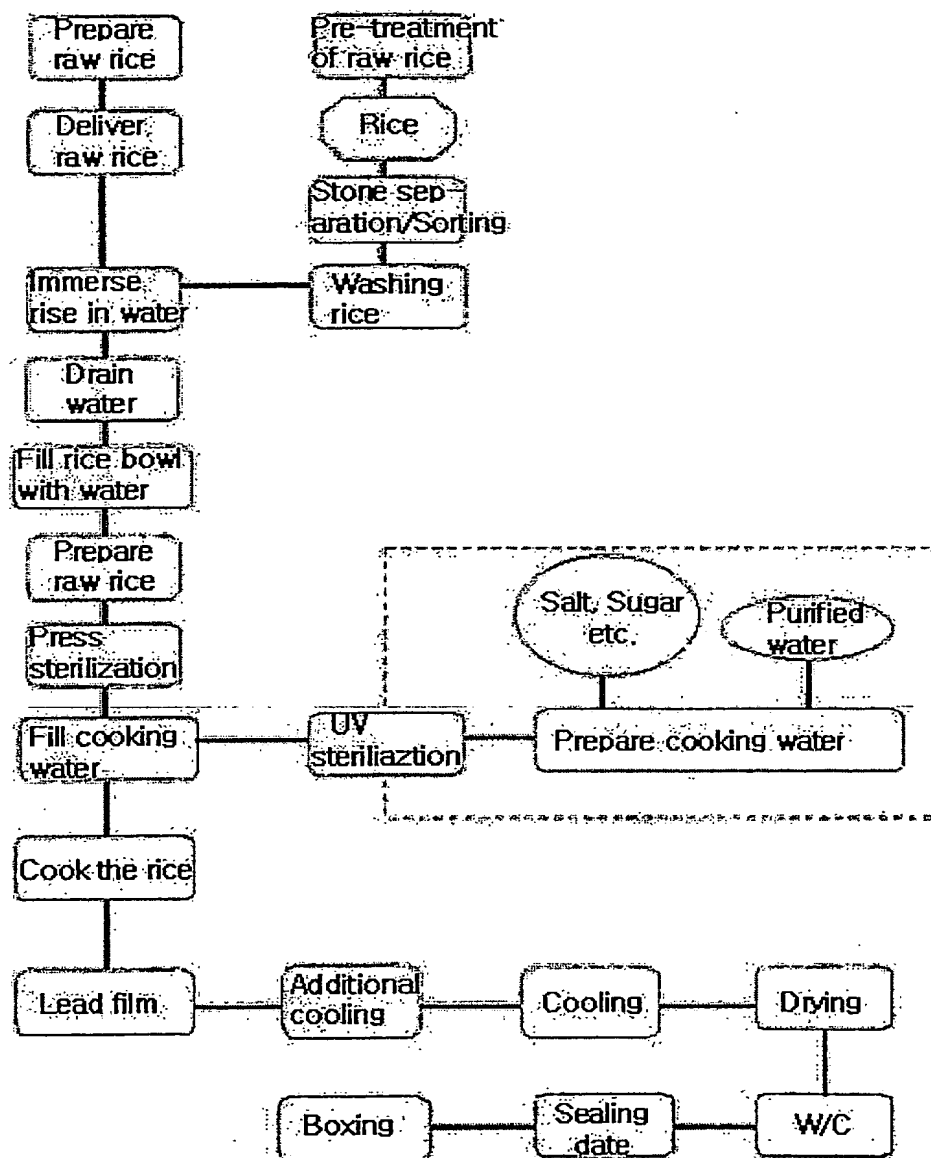 Prepare
raw rice
Pre-treatment
of raw rice
Deliver
raw rice
Rice
Stone sep-
aration/Sorting
Immerse
rise in water
Washing
rice
Drain
water
Fill rice bowl
with water
Prepare
raw rice
Salt, Sugar
etc.
Purified
water
Press
sterilization
Fill cooking
water
UV
steriliaztion
Prepare cooking water
Cook the rice
Lead film
Additional
cooling
Cooling
Drying
Boxing
Sealing
date
W/C